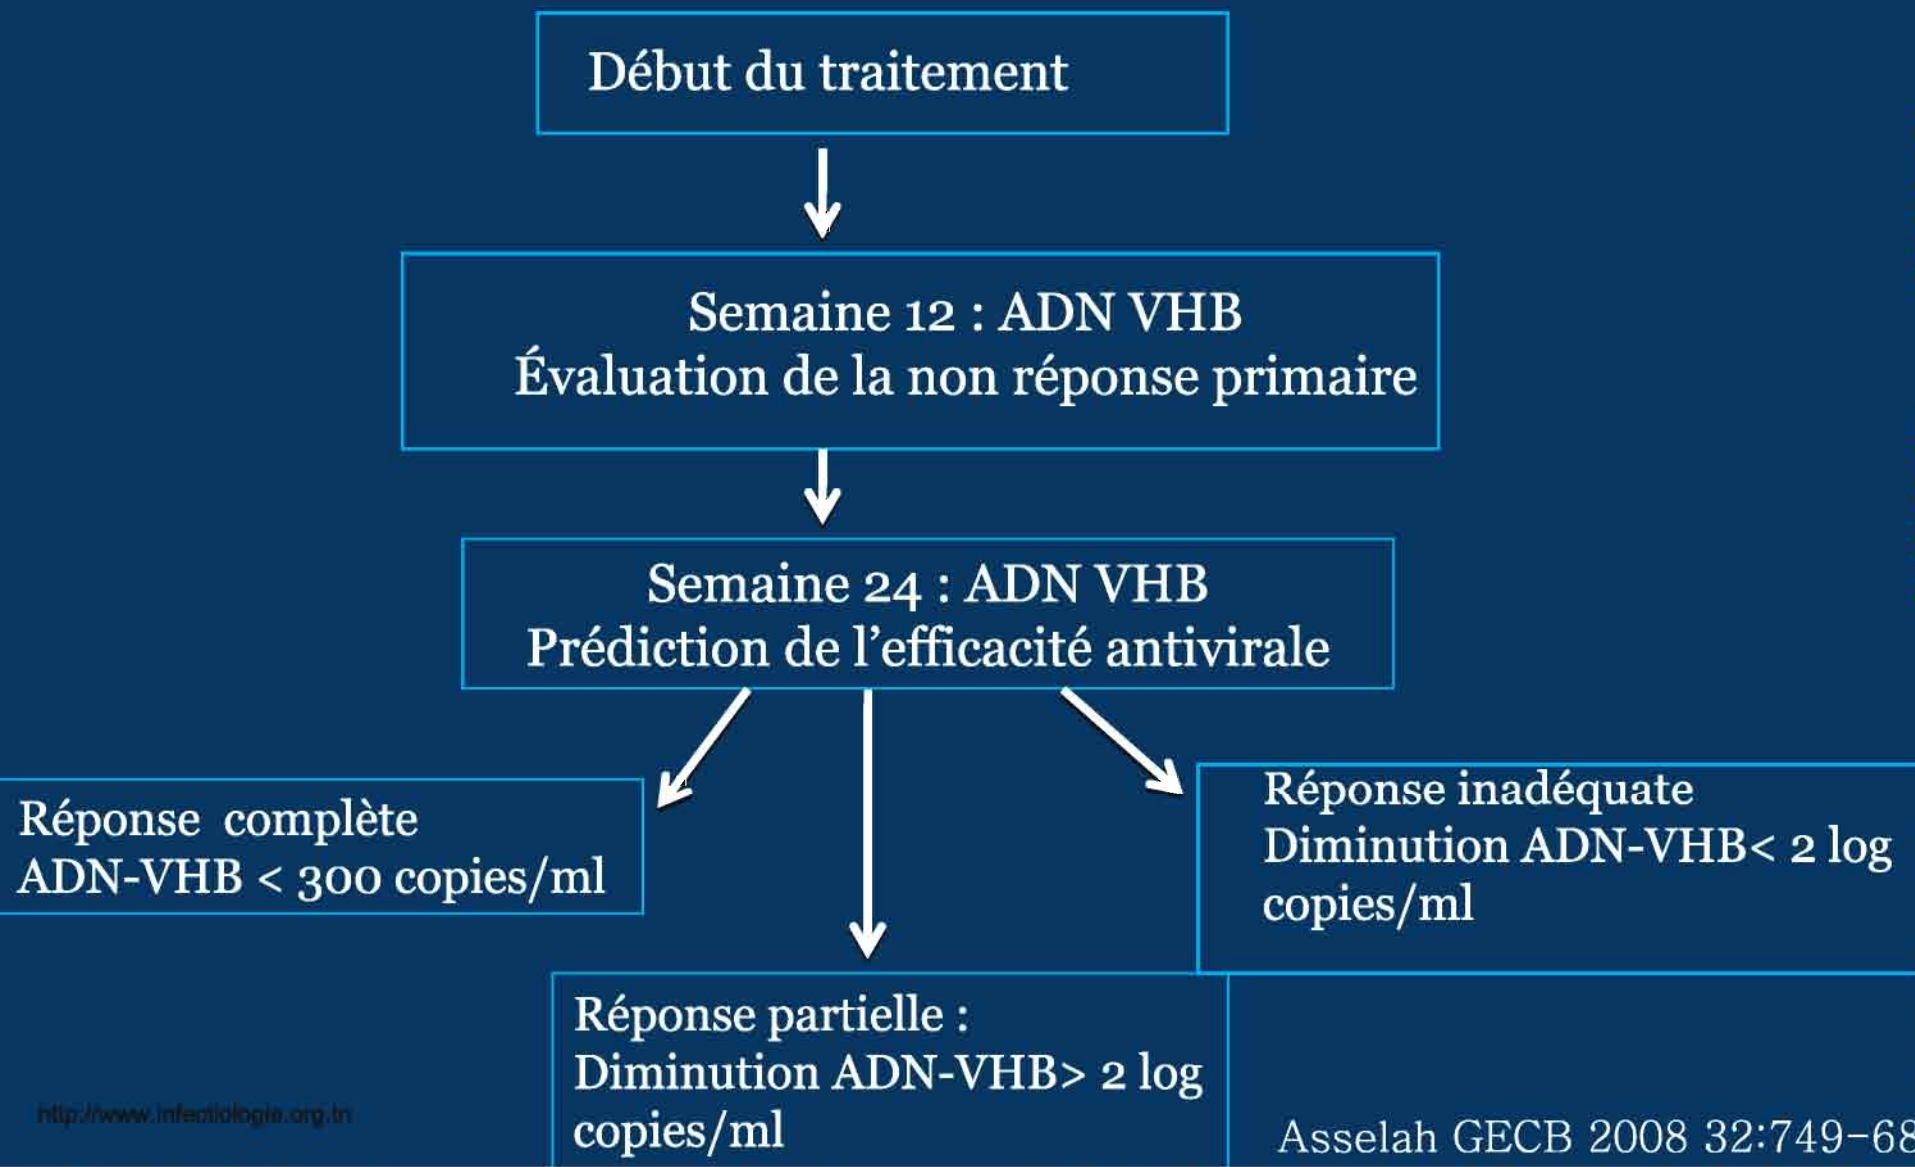 Début du traitement
Semaine 12 : ADN VHB
Évaluation de la non réponse primaire
Semaine 24 : ADN VHB
Prédiction de l'efficacité antivirale
Réponse complète
ADN-VHB < 300 copies/ml
Réponse partielle :
Diminution ADN-VHB> 2 log
copies/ml
Réponse inadéquate
Diminution ADN-VHB< 2 log
copies/ml
http://www.infectiologie.org.tn
Asselah GECB 2008 32:749-68